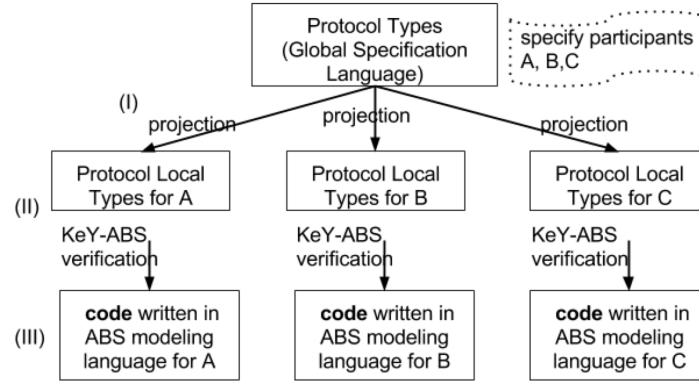 Protocol Types
(Global Specification
Language)
specify participants
A, B,C
(I)
projection
projection
projection
Protocol Local
Types for A
Protocol Local
Types for B
Protocol Local
Types for C
(II)
KeY-ABS
verification
KeY-ABS
verification
KeY-ABS
verification
(III)
code written in
ABS modeling
language for A
code written in
ABS modeling
language for B
code written in
ABS modeling
language for C